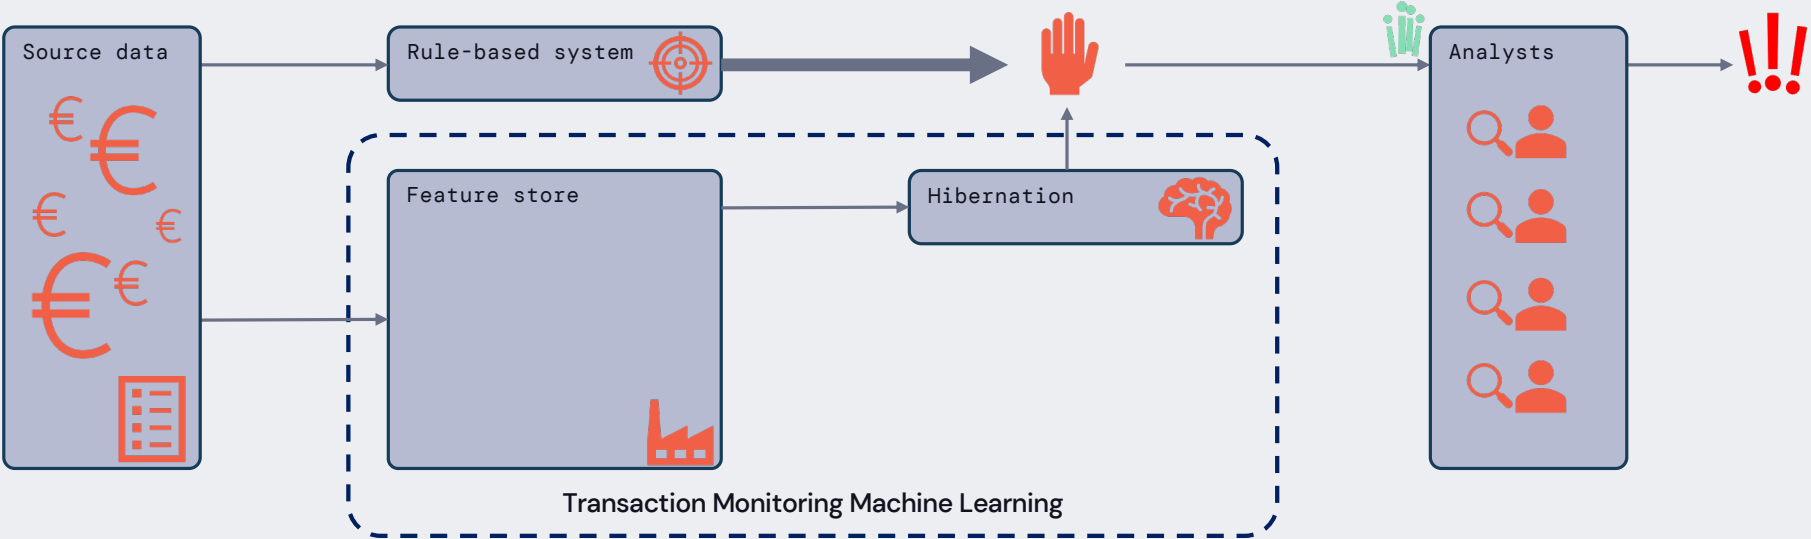 Source data
Rule-based system
Analysts
Feature store
Hibernation
Transaction Monitoring Machine Learning